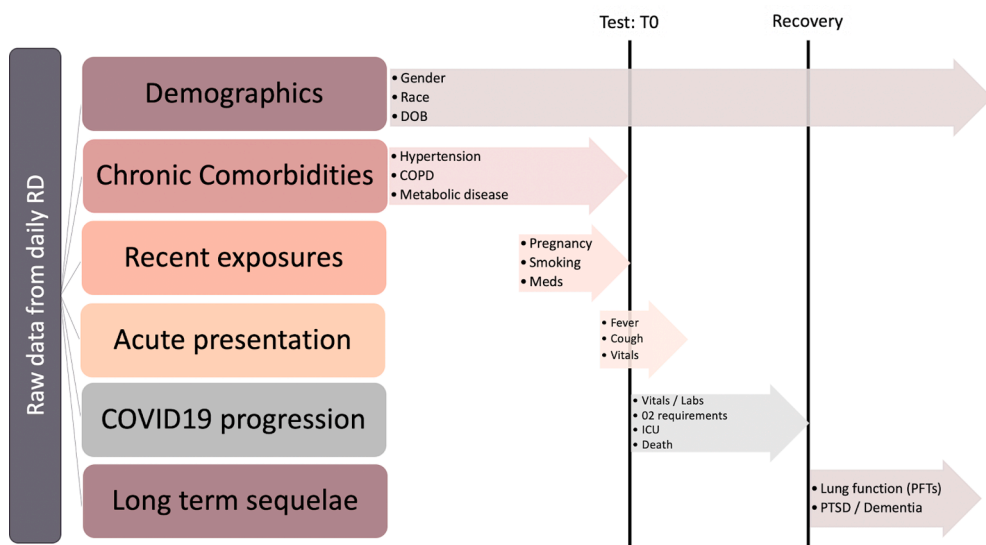 Test: T0
Recovery
Raw data from daily RD
Demographics
• Gender
• Race
• DOB
Chronic Comorbidities
• Hypertension
• COPD
• Metabolic disease
Recent exposures
• Pregnancy
• Smoking
• Meds
Acute presentation
• Fever
• Cough
• Vitals
COVID19 progression
• Vitals / Labs
• 02 requirements
• ICU
• Death
Long term sequelae
• Lung function (PFTs)
• PTSD / Dementia